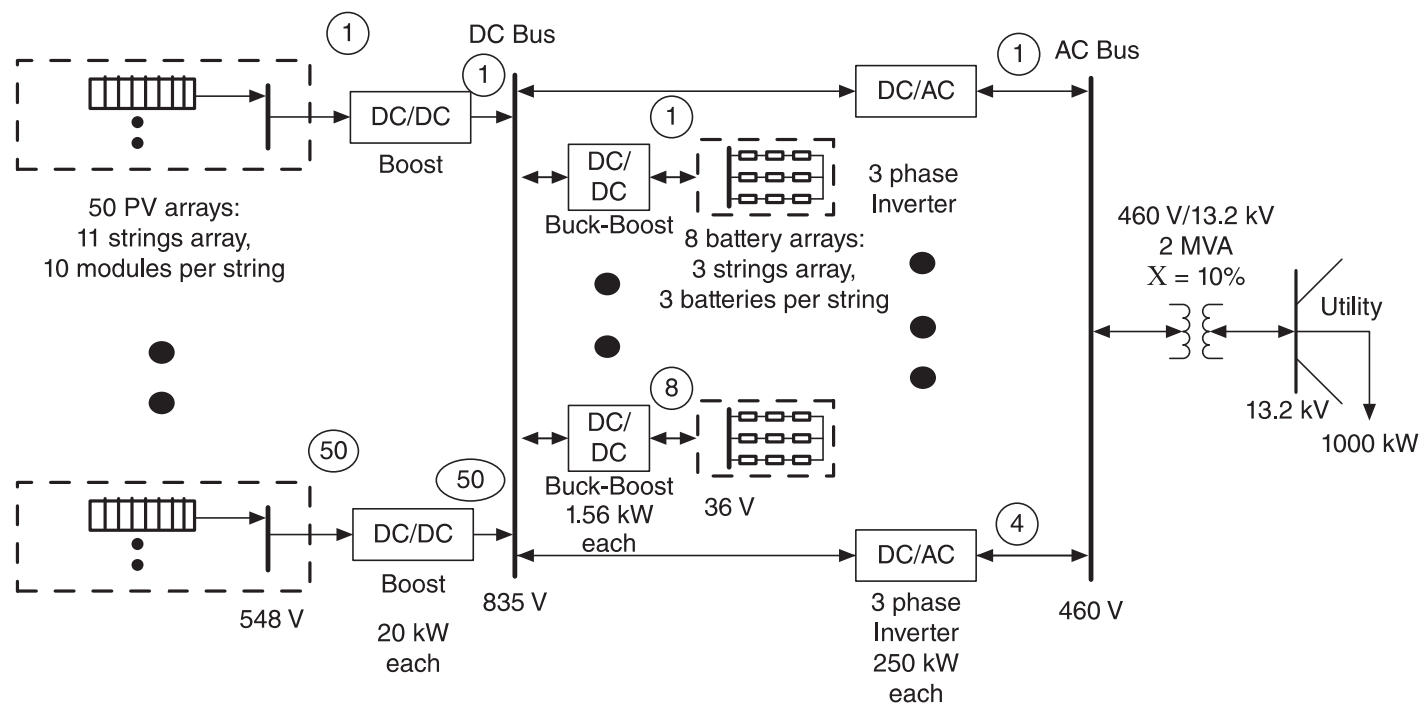 1
DC Bus
1
DC/DC
Boost
50 PV arrays:
11 strings array,
10 modules per string
1
DC/
DC
Buck-Boost
8 battery arrays:
3 strings array,
3 batteries per string
DC/AC
1
AC Bus
3 phase
Inverter
460 V/13.2 kV
2 MVA
X = 10%
Utility
13.2 kV
1000 kW
50
50
DC/DC
Boost
548 V
20 kW
each
835 V
8
DC/
DC
Buck-Boost
1.56 kW
each
36 V
4
DC/AC
3 phase
Inverter
250 kW
each
460 V